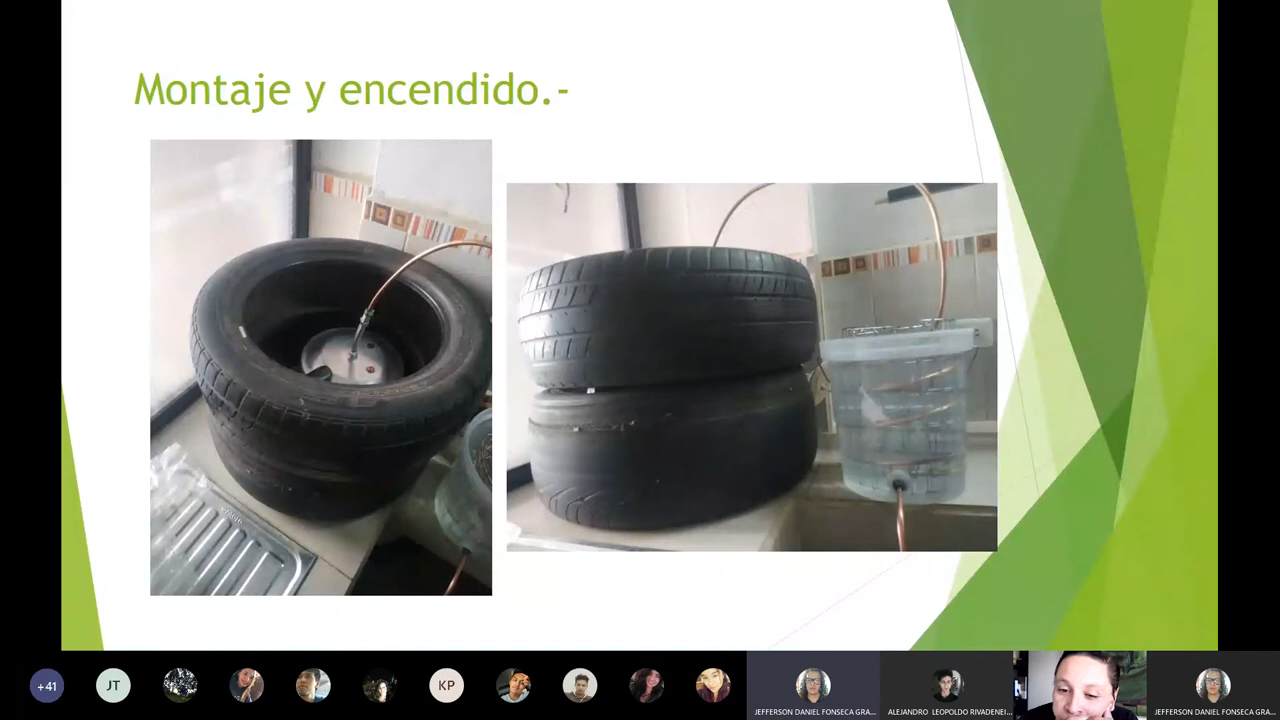 Montaje y encendido.-
+41
JT
KP
JEFFERSON DANIEL FONSECA GRA...
ALEJANDRO LEOPOLDO RIVADENEI...
JEFFERSON DANIEL FONSECA GRA...